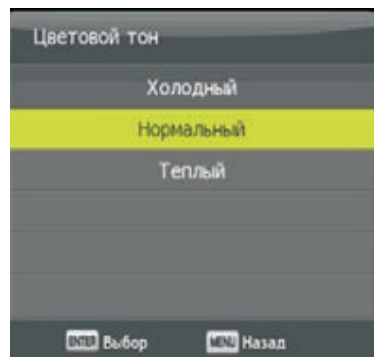 Цветовой тон
Холодный
Нормальный
Теплый
ENTER Выбор MENU Назад